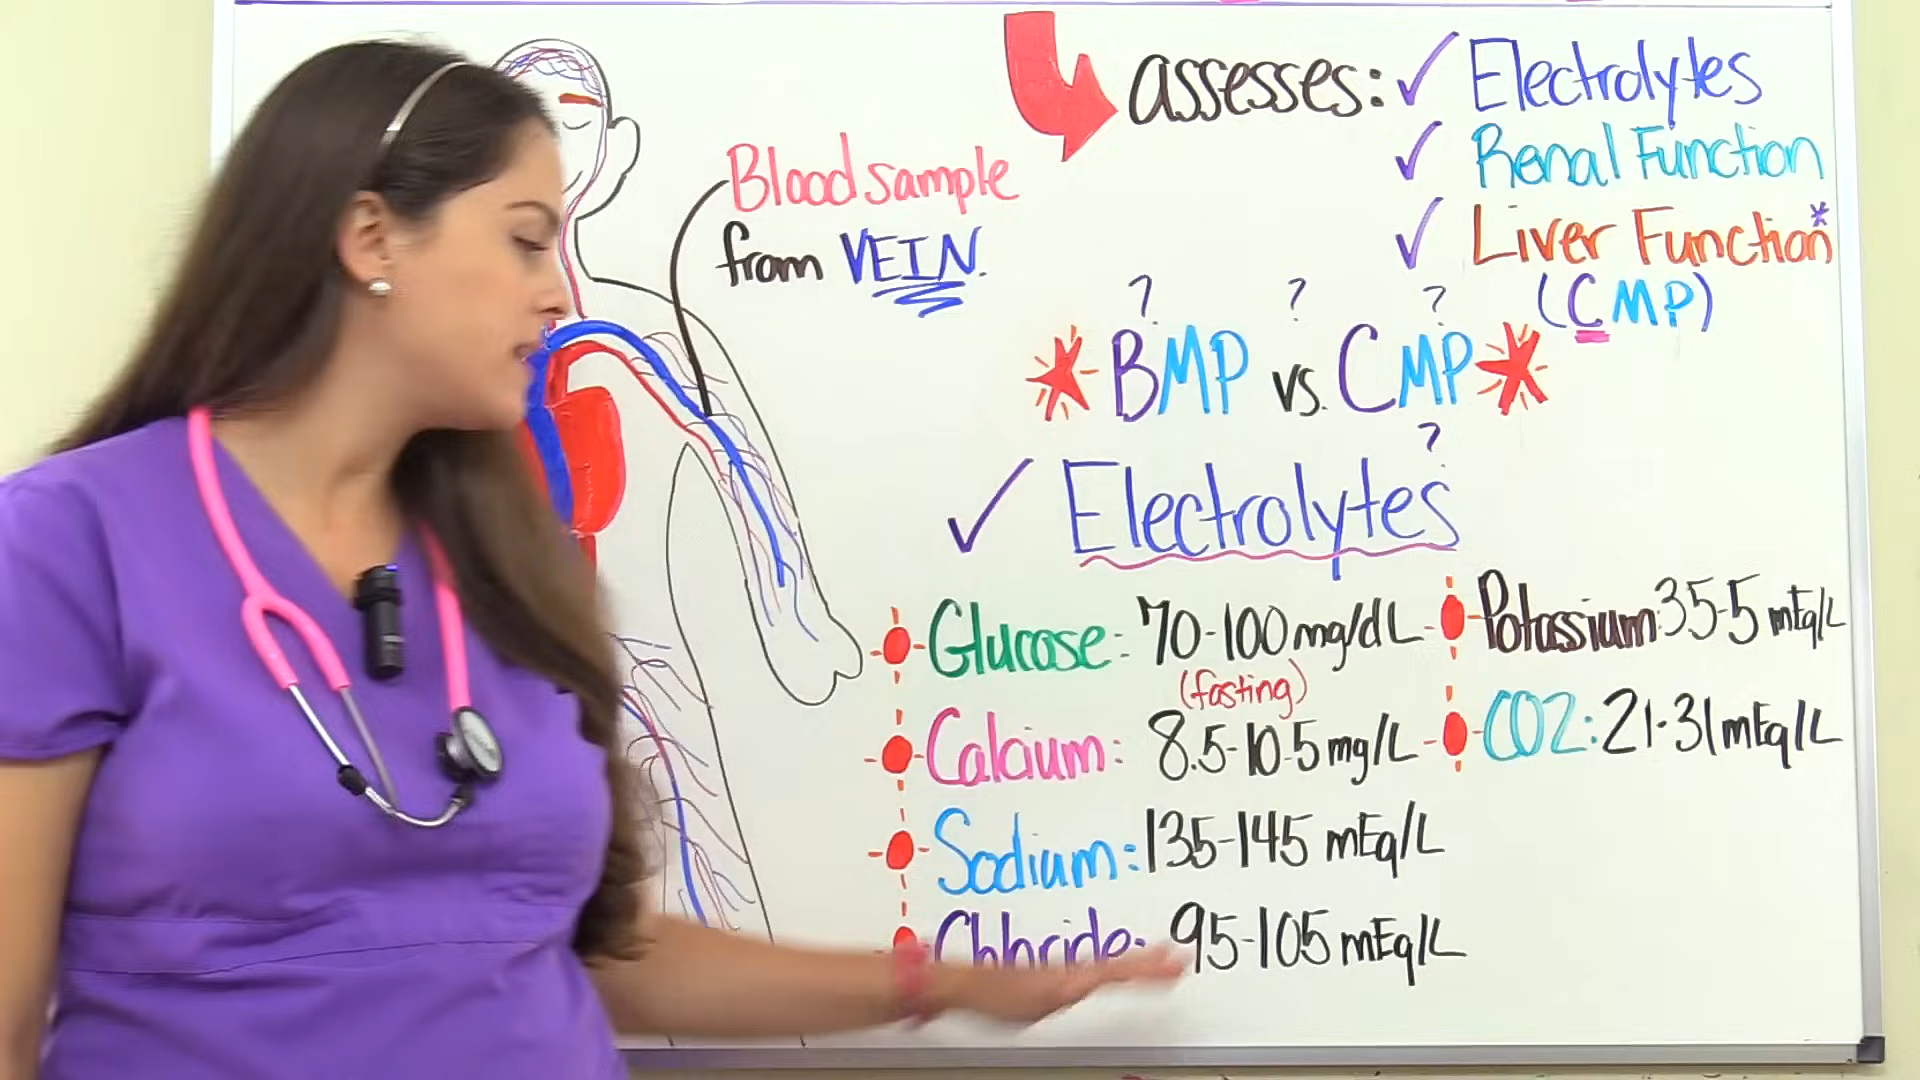 assesses: ✓ Electrolytes
✓ Renal Function
✓ Liver Function*
(CMP)
Blood sample
from VEIN.
? ? ?
* BMP vs. CMP *
?
✓ Electrolytes
Glucose: 70-100 mg/dL
(fasting)
Calcium: 8.5-10.5 mg/L
Sodium: 135-145 mEq/L
Chloride: 95-105 mEq/L
Potassium: 3.5-5 mEq/L
CO2: 21-31 mEq/L